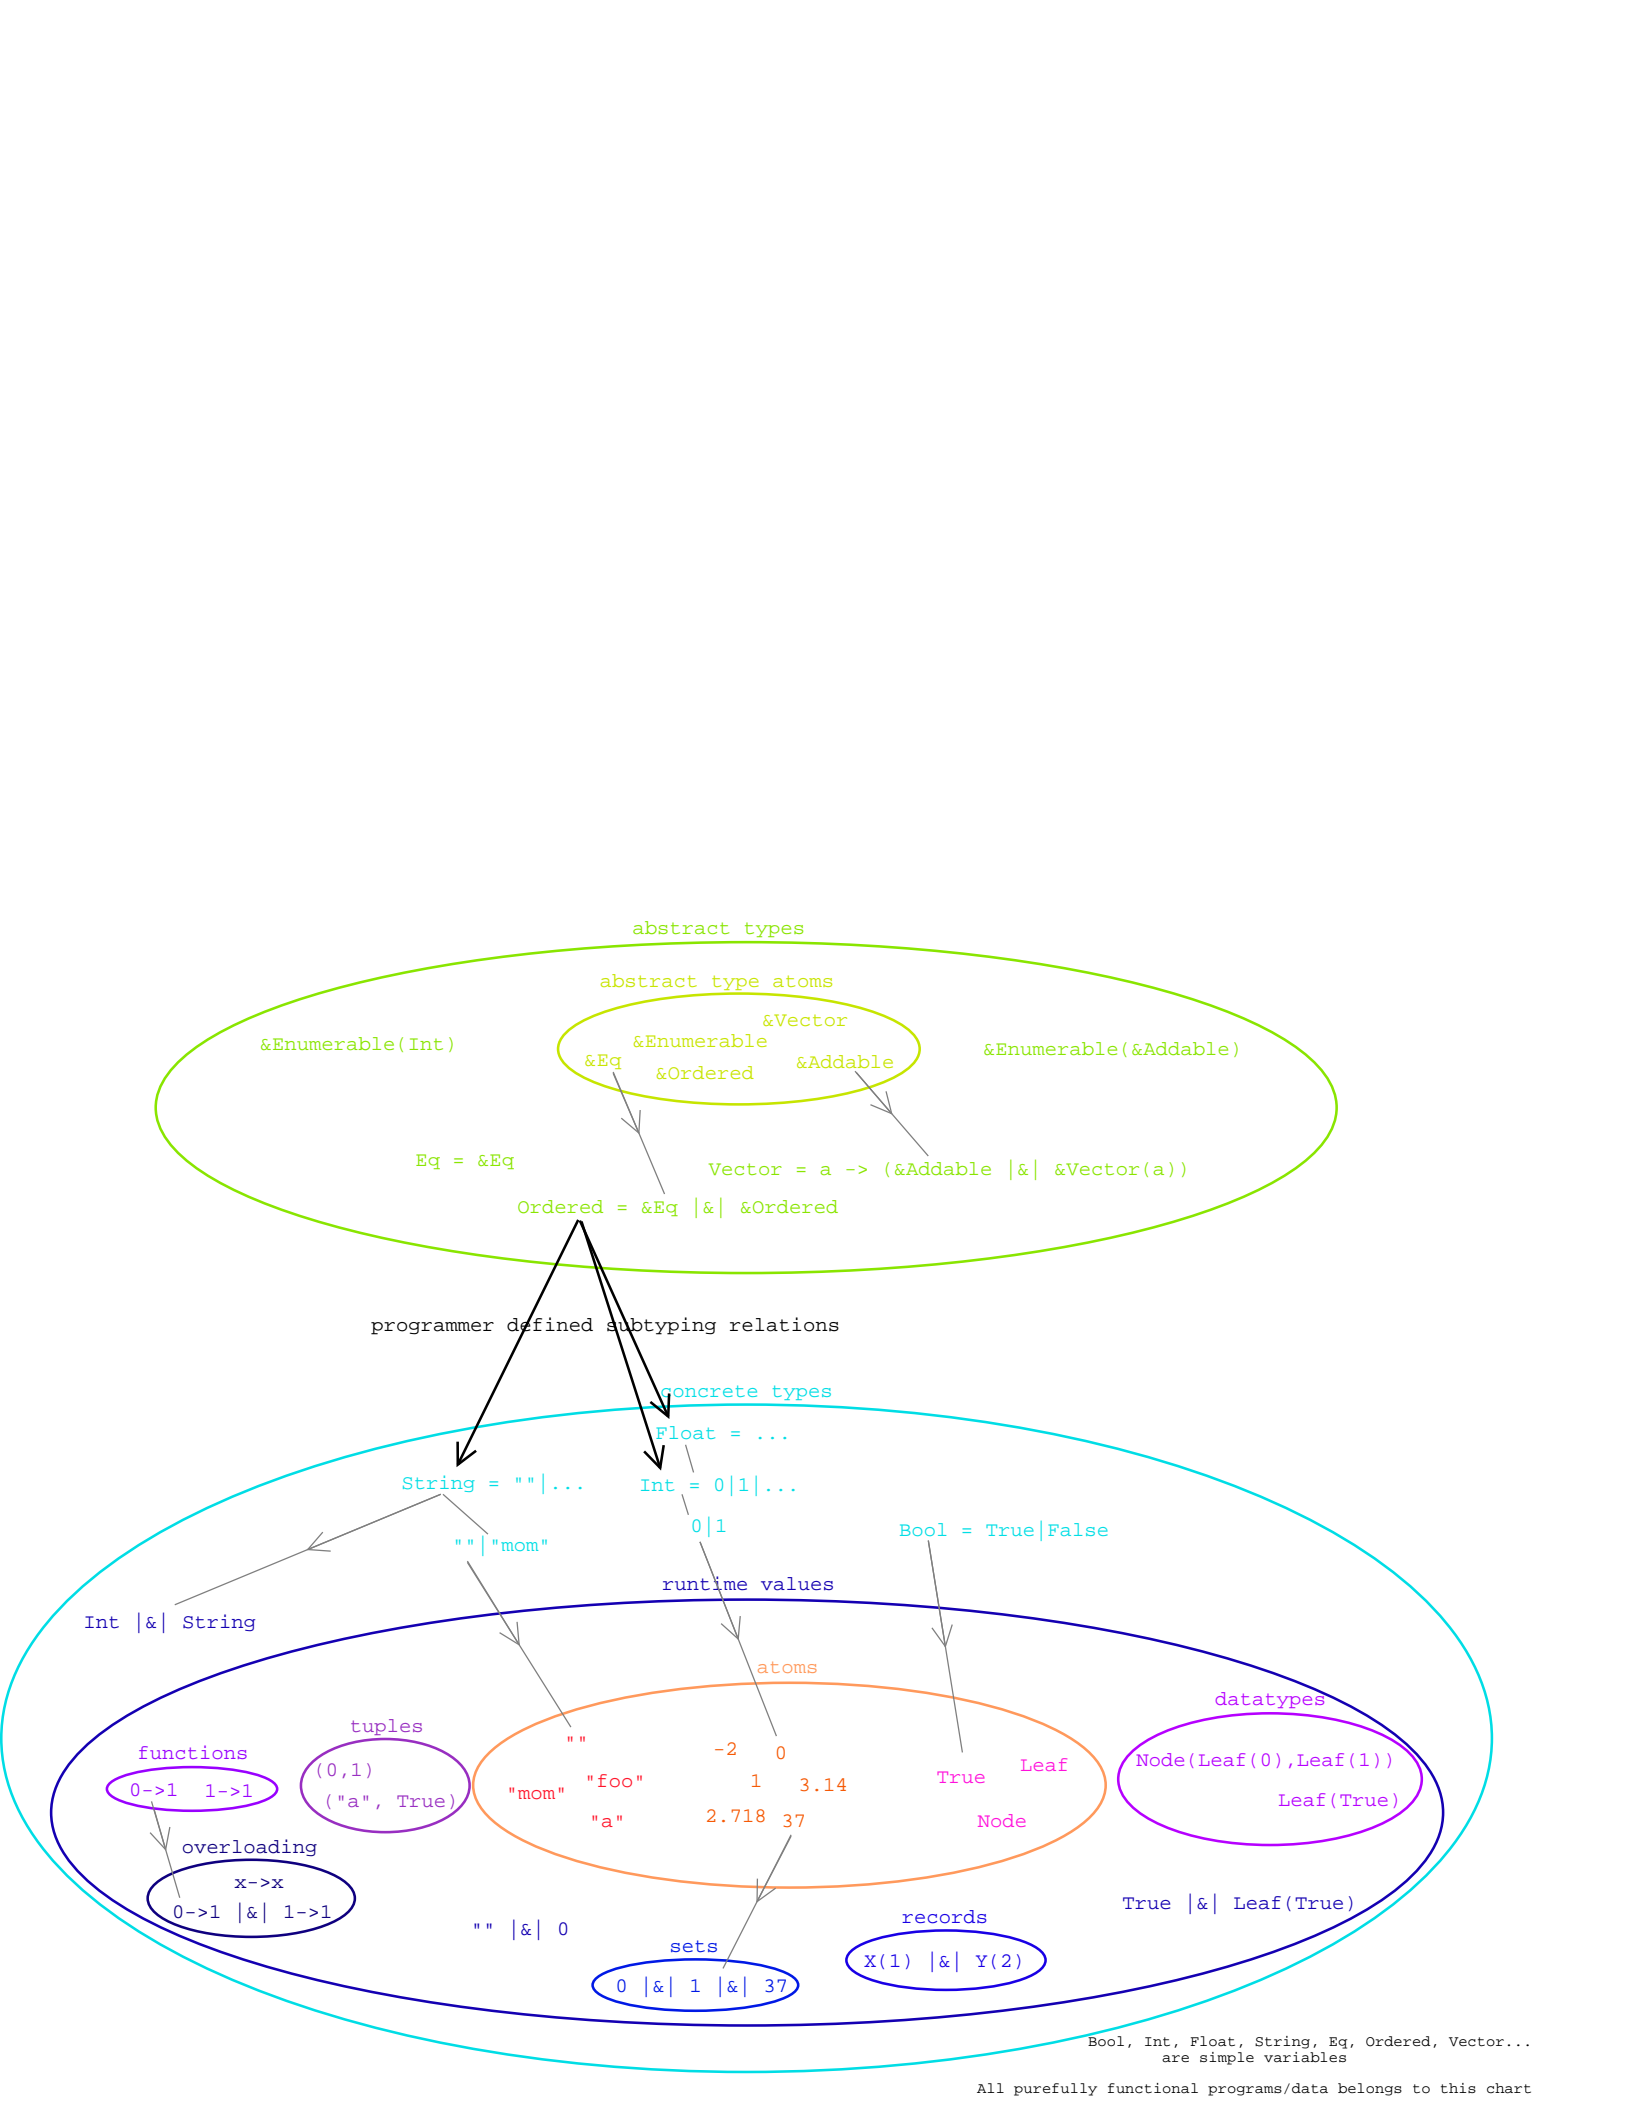 abstract types
abstract type atoms
&Vector
&Enumerable(Int)
&Enumerable
&Enumerable(&Addable)
&Eq
&Addable
&Ordered
Eq = &Eq
Vector = a -> (&Addable |&| &Vector(a))
Ordered = &Eq |&| &Ordered
programmer defined subtyping relations
concrete types
Float = ...
String = ""|...
Int = 0|1|...
0|1
Bool = True|False
""|"mom"
runtime values
Int |&| String
atoms
datatypes
tuples
functions
""
-2
0
Node(Leaf(0),Leaf(1))
(0,1)
Leaf
True
"foo"
1
3.14
0->1 1->1
"mom"
("a", True)
Leaf(True)
"a"
2.718
37
Node
overloading
x->x
0->1 |&| 1->1
True |&| Leaf(True)
records
"" |&| 0
sets
X(1) |&| Y(2)
0 |&| 1 |&| 37
Bool, Int, Float, String, Eq, Ordered, Vector...
are simple variables
All purefully functional programs/data belongs to this chart